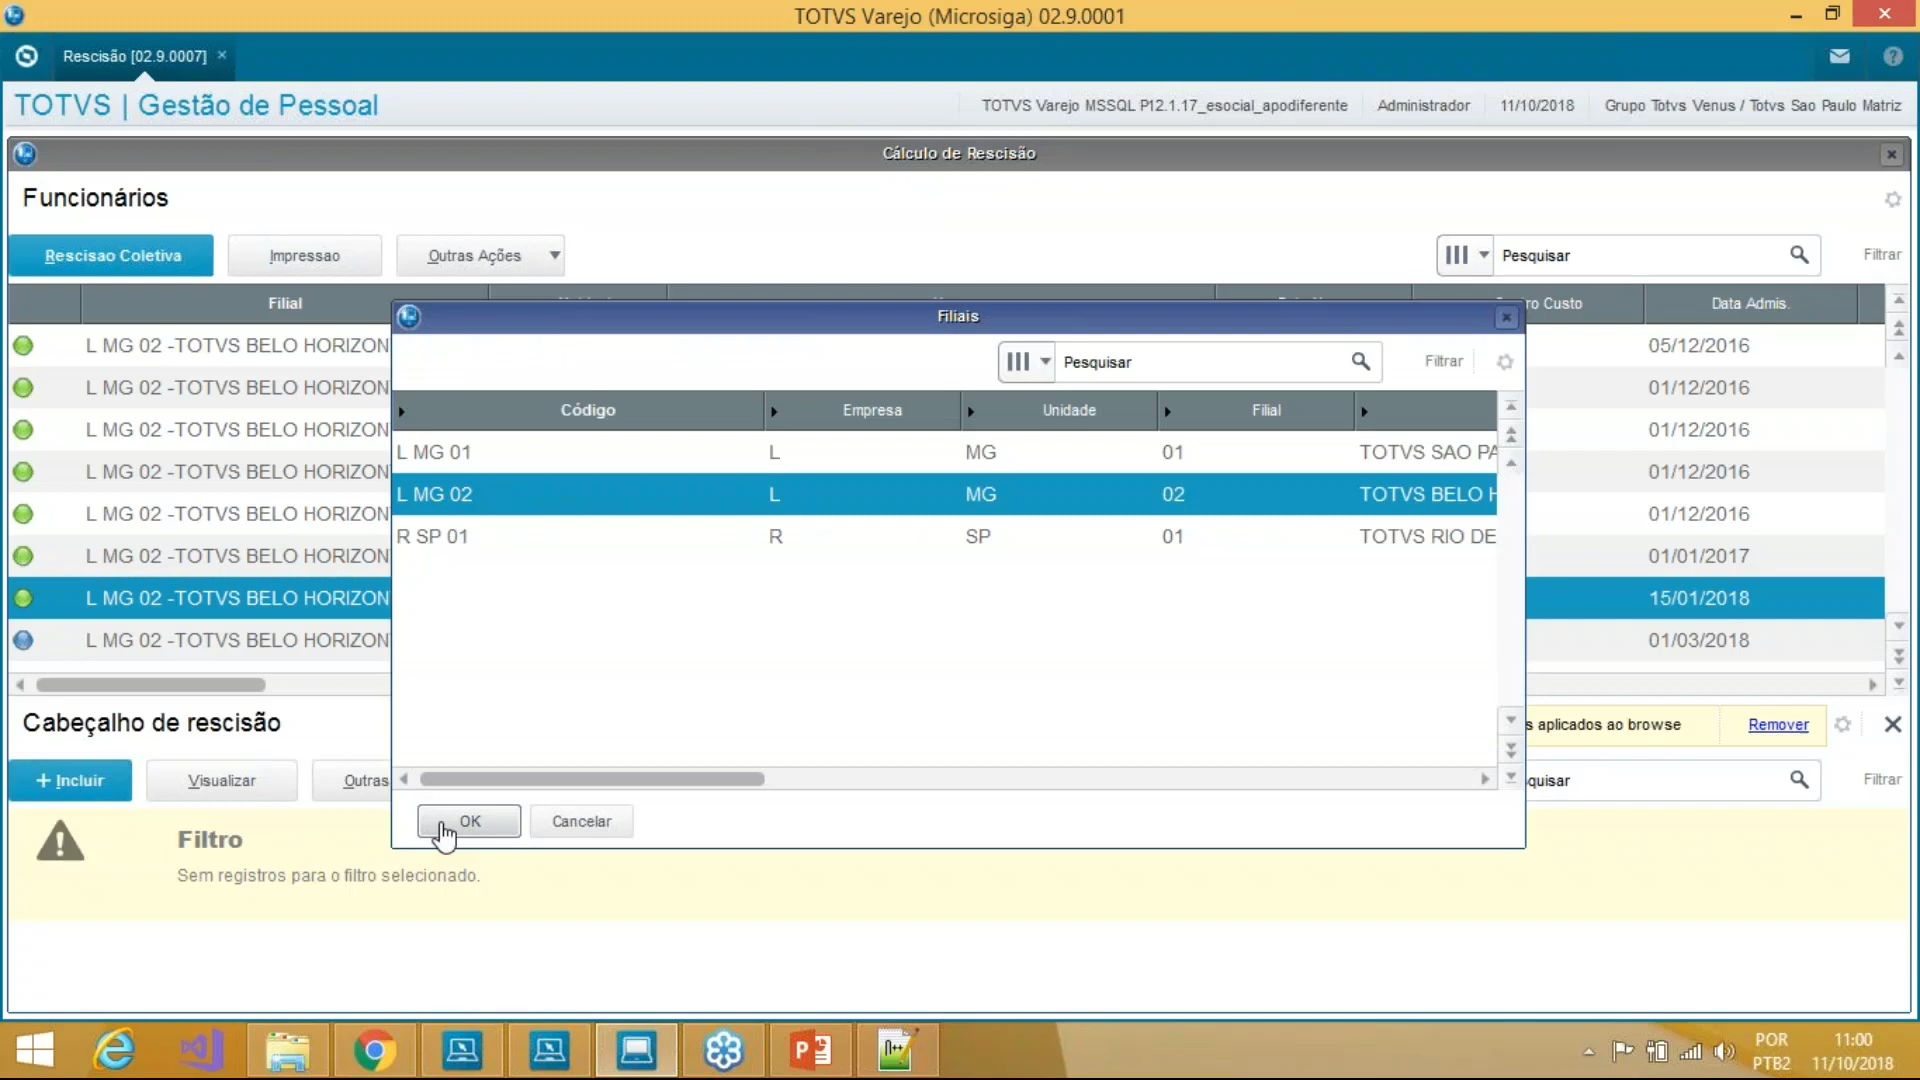 TOTVS Varejo (Microsiga) 02.9.0001
Rescisão [02.9.0007]
TOTVS | Gestão de Pessoal
TOTVS Varejo MSSQL P12.1.17_esocial_apodiferente
Administrador
11/10/2018
Grupo Totvs Venus / Totvs Sao Paulo Matriz
Cálculo de Rescisão
Funcionários
Rescisao Coletiva
Impressao
Outras Ações
Pesquisar
Filtrar
Filial
ro Custo
Data Admis.
L MG 02 -TOTVS BELO HORIZON
05/12/2016
L MG 02 -TOTVS BELO HORIZON
01/12/2016
L MG 02 -TOTVS BELO HORIZON
01/12/2016
L MG 02 -TOTVS BELO HORIZON
01/12/2016
L MG 02 -TOTVS BELO HORIZON
01/12/2016
L MG 02 -TOTVS BELO HORIZON
01/01/2017
L MG 02 -TOTVS BELO HORIZON
15/01/2018
L MG 02 -TOTVS BELO HORIZON
01/03/2018
Filiais
Pesquisar
Filtrar
Código
Empresa
Unidade
Filial
L MG 01
L
MG
01
TOTVS SAO PA
L MG 02
L
MG
02
TOTVS BELO H
R SP 01
R
SP
01
TOTVS RIO DE
OK
Cancelar
Cabeçalho de rescisão
s aplicados ao browse
Remover
+ Incluir
Visualizar
Outras
quisar
Filtrar
Filtro
Sem registros para o filtro selecionado.
POR
PTB2
11:00
11/10/2018